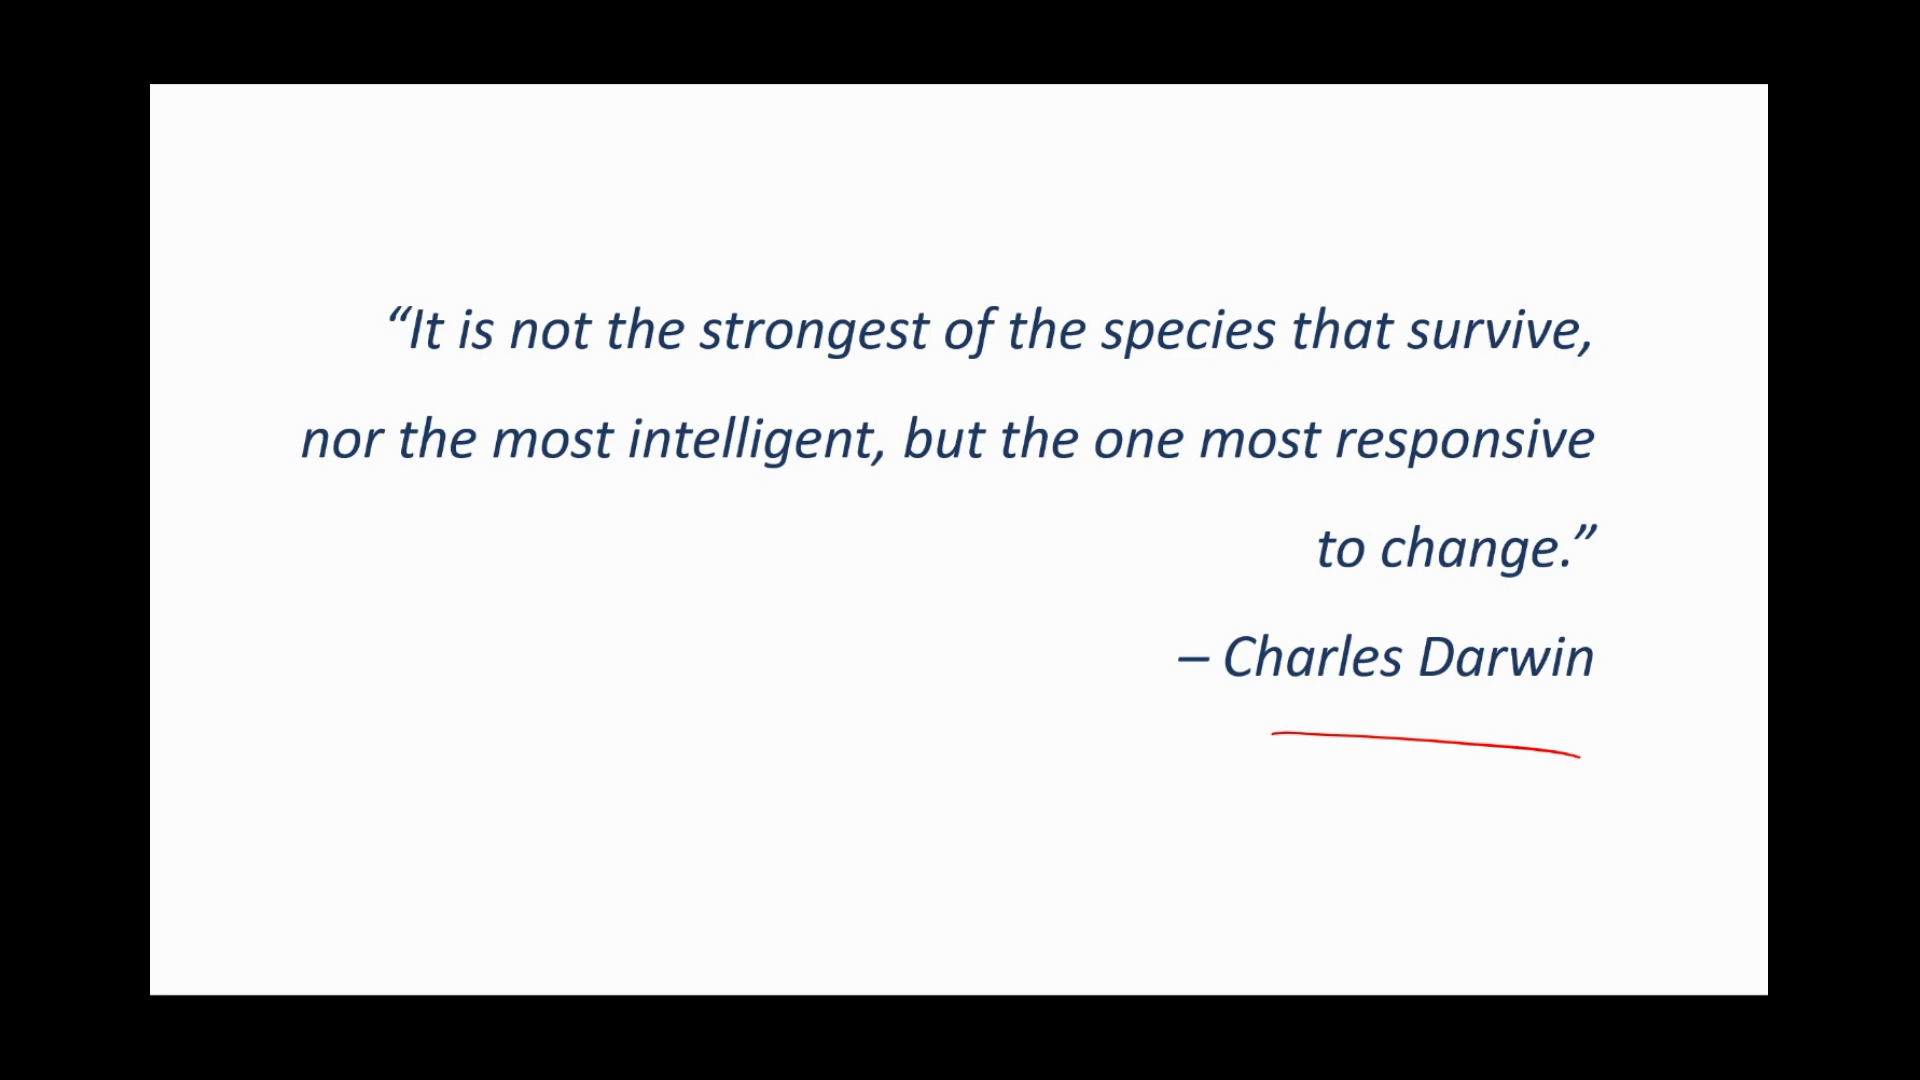 “It is not the strongest of the species that survive,
nor the most intelligent, but the one most responsive
to change.”
– Charles Darwin